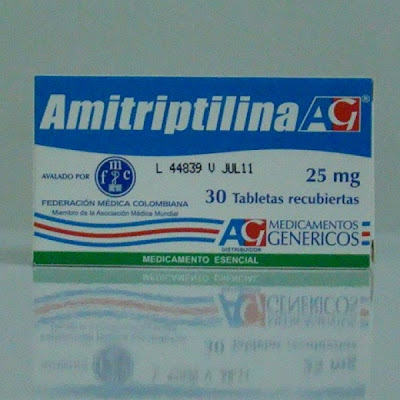 Amitriptilina AG®
L 44839 V JUL11
AVALADO POR
f m c
25 mg
30 Tabletas recubiertas
FEDERACIÓN MÉDICA COLOMBIANA
Miembro de la Asociación Médica Mundial
AG MEDICAMENTOS
GENERICOS
DISTRIBUCION
MEDICAMENTO ESENCIAL